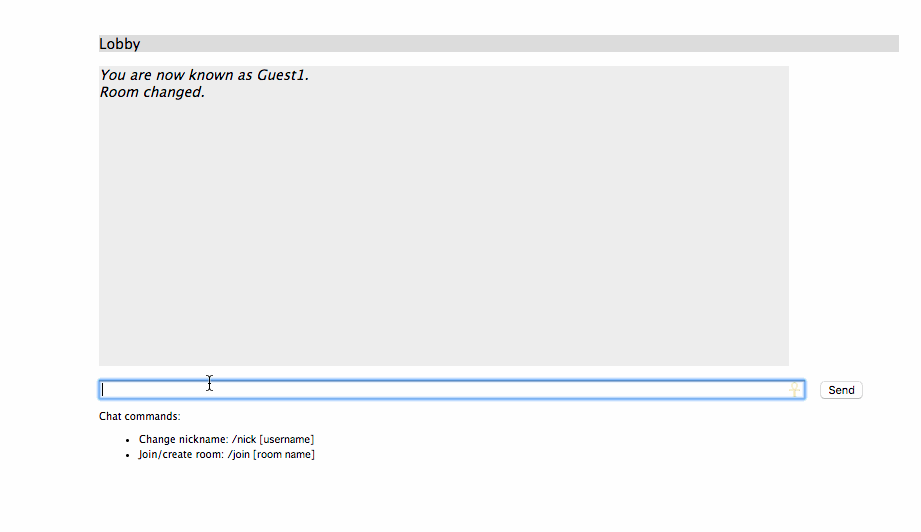 Lobby
You are now known as Guest1.
Room changed.
Send
Chat commands:
• Change nickname: /nick [username]
• Join/create room: /join [room name]